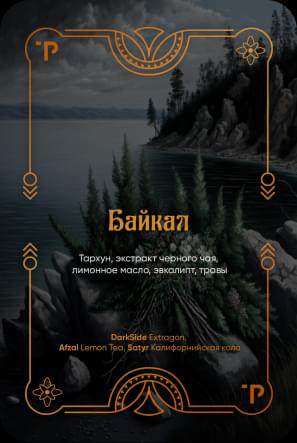 Р
Байкал
Тархун, экстракт черного чая,
лимонное масло, эвкалипт, травы
DarkSide Extragon,
Afzal Lemon Tea, Satyr Калифорнийская кола
Р